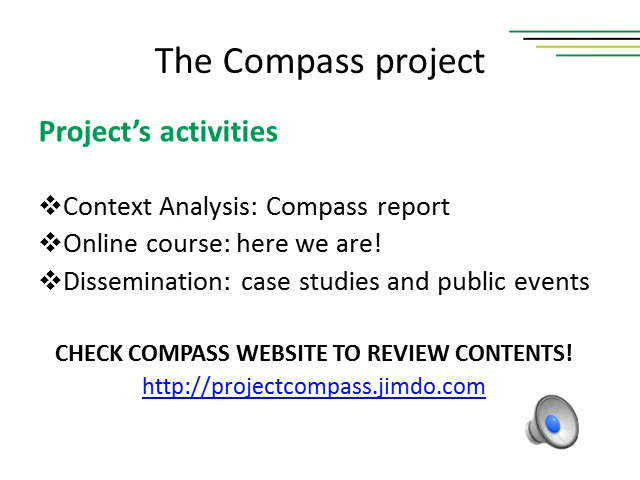 The Compass project
Project’s activities
❖Context Analysis: Compass report
❖Online course: here we are!
❖Dissemination: case studies and public events
CHECK COMPASS WEBSITE TO REVIEW CONTENTS!
http://projectcompass.jimdo.com